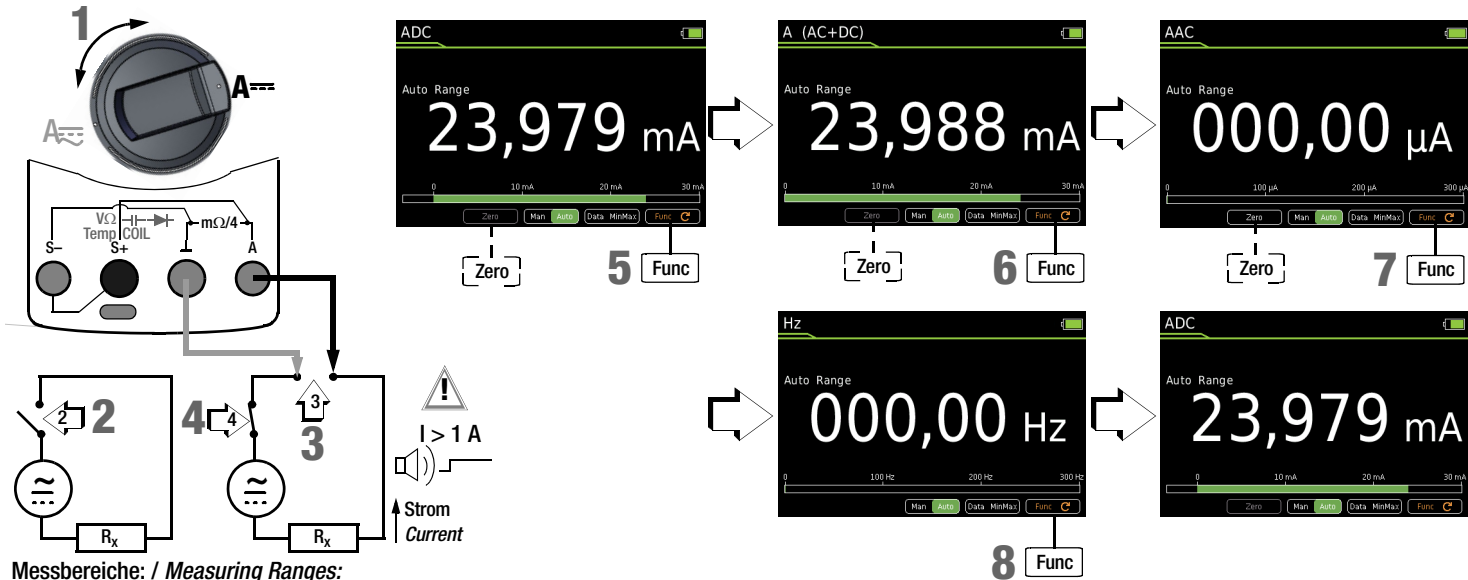 1
A⎓
A
VΩ
Temp COIL
mΩ/4
S–
S+
⊥
A
2
2
4
4
3
3
I > 1 A
Strom
Current
RX
RX
Messbereiche: / Measuring Ranges:
ADC
Auto Range
23,979 mA
0 10 mA 20 mA 30 mA
Zero Man Auto Data MinMax Func
Zero
5 Func
A (AC+DC)
Auto Range
23,988 mA
0 10 mA 20 mA 30 mA
Zero Man Auto Data MinMax Func
Zero
6 Func
AAC
Auto Range
000,00 µA
0 100 µA 200 µA 300 µA
Zero Man Auto Data MinMax Func
Zero
7 Func
Hz
Auto Range
000,00 Hz
0 100 Hz 200 Hz 300 Hz
Man Auto Data MinMax Func
8 Func
ADC
Auto Range
23,979 mA
0 10 mA 20 mA 30 mA
Zero Man Auto Data MinMax Func